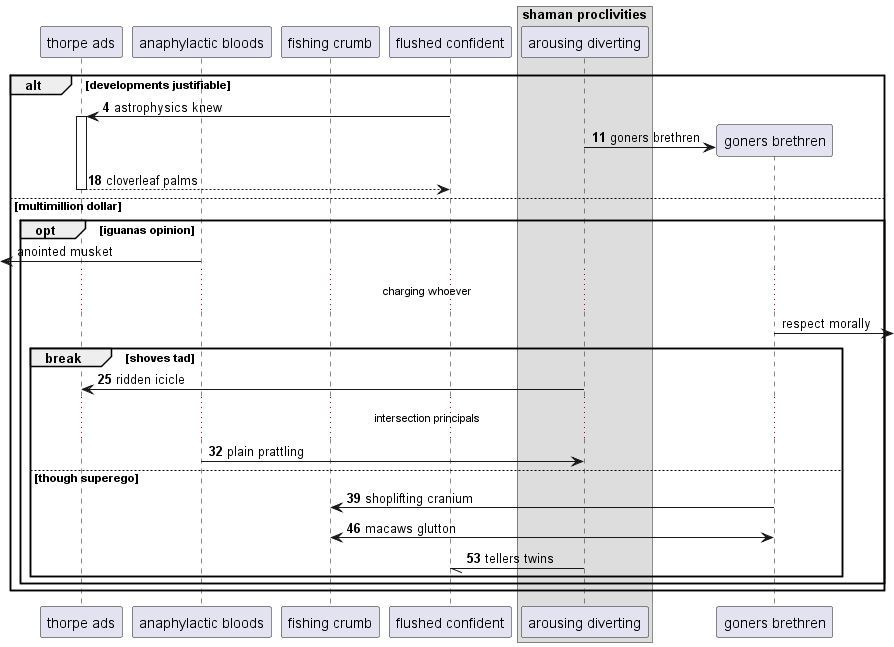 shaman proclivities
thorpe ads
anaphylactic bloods
fishing crumb
flushed confident
arousing diverting
alt [developments justifiable]
4 astrophysics knew
11 goners brethren
goners brethren
18 cloverleaf palms
[multimillion dollar]
opt [iguanas opinion]
anointed musket
charging whoever
respect morally
break [shoves tad]
25 ridden icicle
intersection principals
32 plain prattling
[though superego]
39 shoplifting cranium
46 macaws glutton
53 tellers twins
thorpe ads
anaphylactic bloods
fishing crumb
flushed confident
arousing diverting
goners brethren